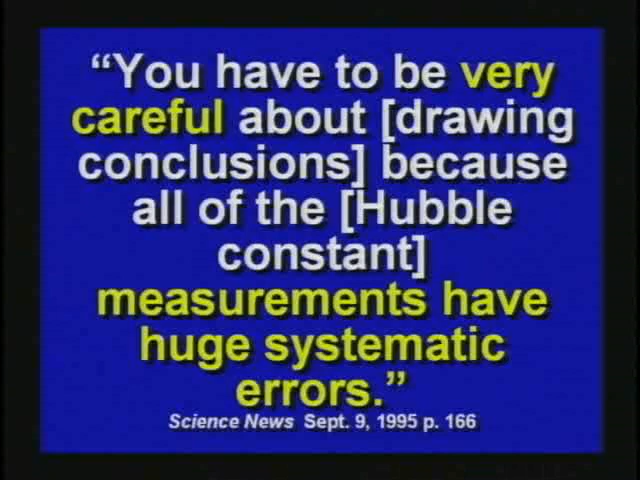 “You have to be very
careful about [drawing
conclusions] because
all of the [Hubble
constant]
measurements have
huge systematic
errors.”
Science News Sept. 9, 1995 p. 166